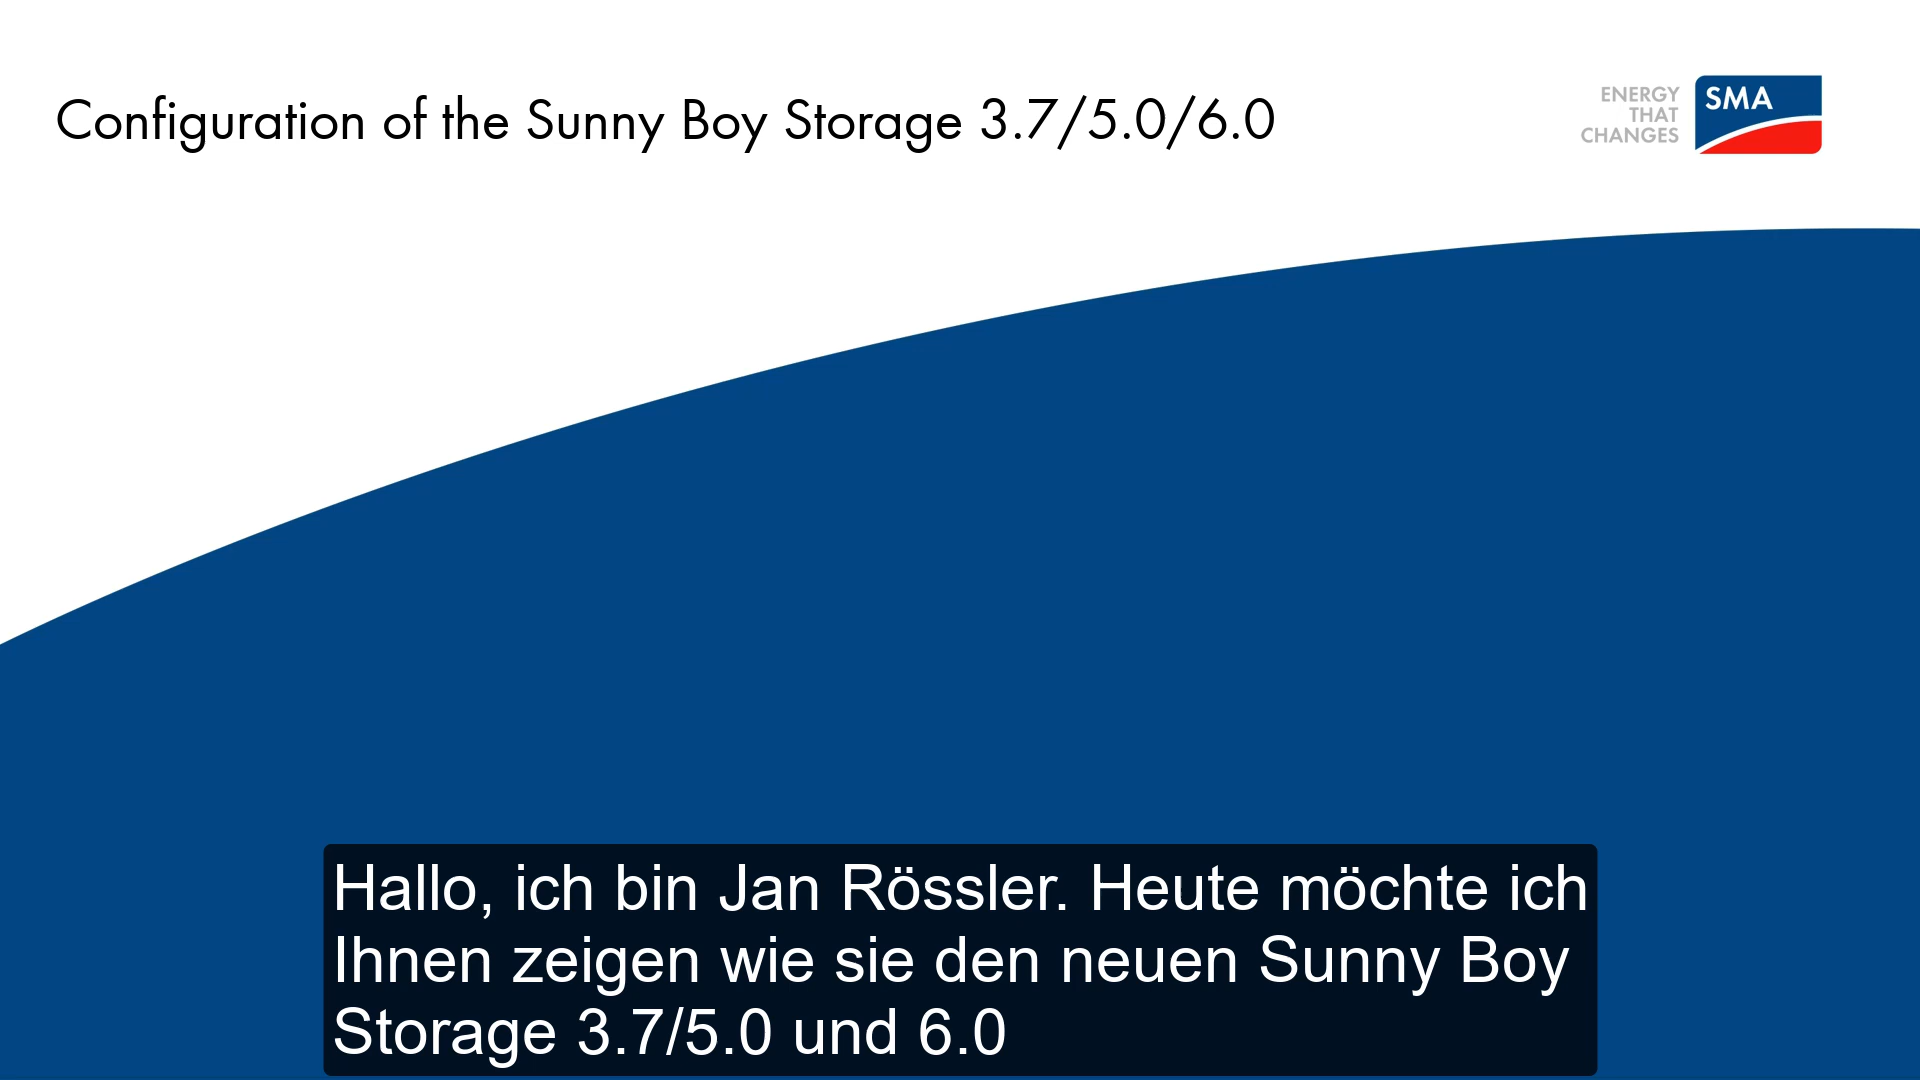 Configuration of the Sunny Boy Storage 3.7/5.0/6.0
ENERGY
THAT
CHANGES
SMA
Hallo, ich bin Jan Rössler. Heute möchte ich
Ihnen zeigen wie sie den neuen Sunny Boy
Storage 3.7/5.0 und 6.0